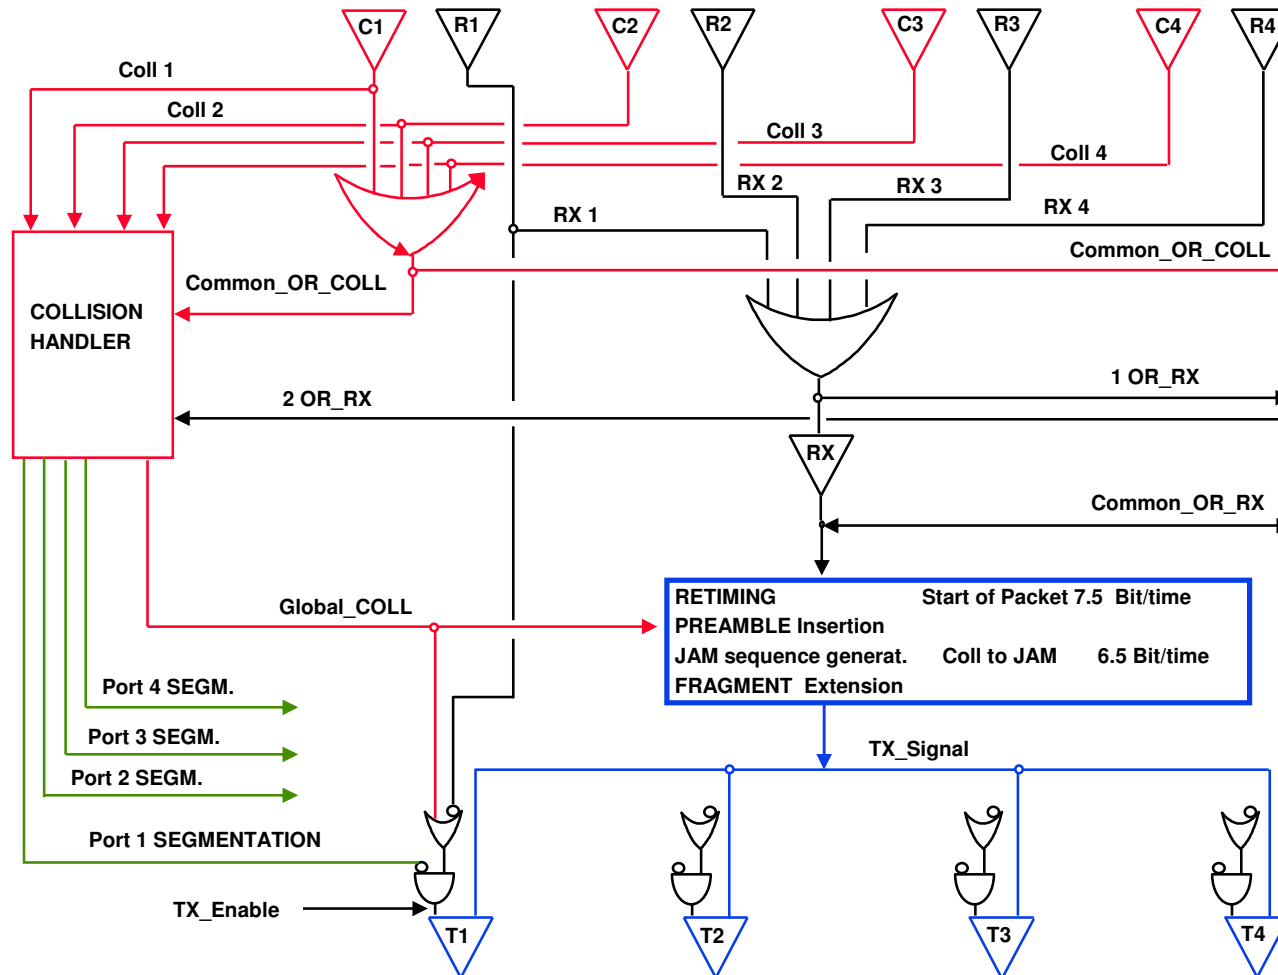 C1
R1
C2
R2
C3
R3
C4
R4
Coll 1
Coll 2
Coll 3
Coll 4
RX 2
RX 3
RX 1
RX 4
Common_OR_COLL
Common_OR_COLL
COLLISION
HANDLER
1 OR_RX
2 OR_RX
RX
Common_OR_RX
RETIMING Start of Packet 7.5 Bit/time
PREAMBLE Insertion
JAM sequence generat. Coll to JAM 6.5 Bit/time
FRAGMENT Extension
Global_COLL
Port 4 SEGM.
Port 3 SEGM.
Port 2 SEGM.
Port 1 SEGMENTATION
TX_Signal
TX_Enable
T1
T2
T3
T4